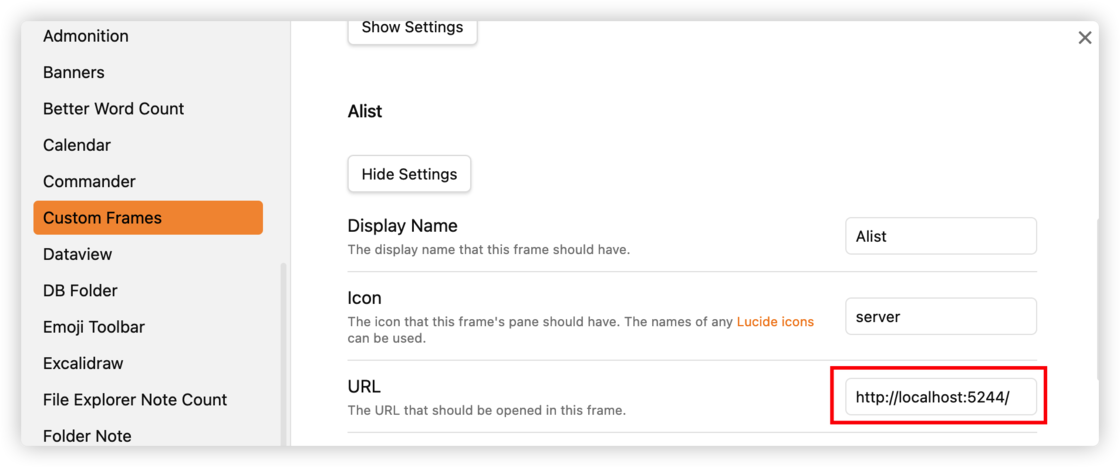 Admonition
Banners
Better Word Count
Calendar
Commander
Custom Frames
Dataview
DB Folder
Emoji Toolbar
Excalidraw
File Explorer Note Count
Folder Note
Show Settings
Alist
Hide Settings
Display Name
The display name that this frame should have.
Alist
Icon
The icon that this frame's pane should have. The names of any Lucide icons
can be used.
server
URL
The URL that should be opened in this frame.
http://localhost:5244/